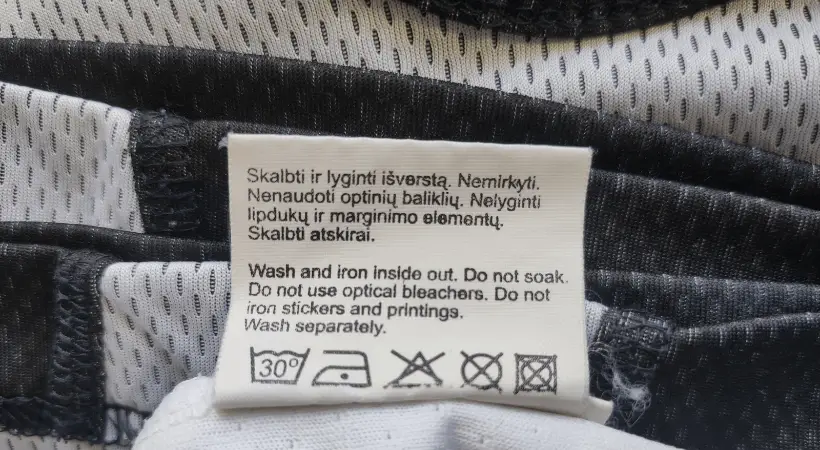 Skalbti ir lyginti išverstą. Nemirkyti.
Nenaudoti optinių baliklių. Nelyginti
lipdukų ir marginimo elementų.
Skalbti atskirai.
Wash and iron inside out. Do not soak.
Do not use optical bleachers. Do not
iron stickers and printings.
Wash separately.
30°